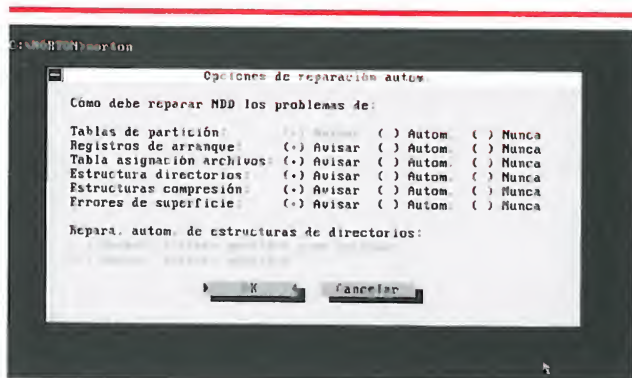 C:\NORTON>norton
Opciones de reparación autom.
Cómo debe reparar NDD los problemas de:
Tablas de partición: ( ) Autom. ( ) Nunca
Registros de arranque: (•) Avisar ( ) Autom. ( ) Nunca
Tabla asignación archivos: (•) Avisar ( ) Autom. ( ) Nunca
Estructura directorios: (•) Avisar ( ) Autom. ( ) Nunca
Estructuras compresión: (•) Avisar ( ) Autom. ( ) Nunca
Errores de superficie: (•) Avisar ( ) Autom. ( ) Nunca
Repara. autom. de estructuras de directorios:
Cancelar